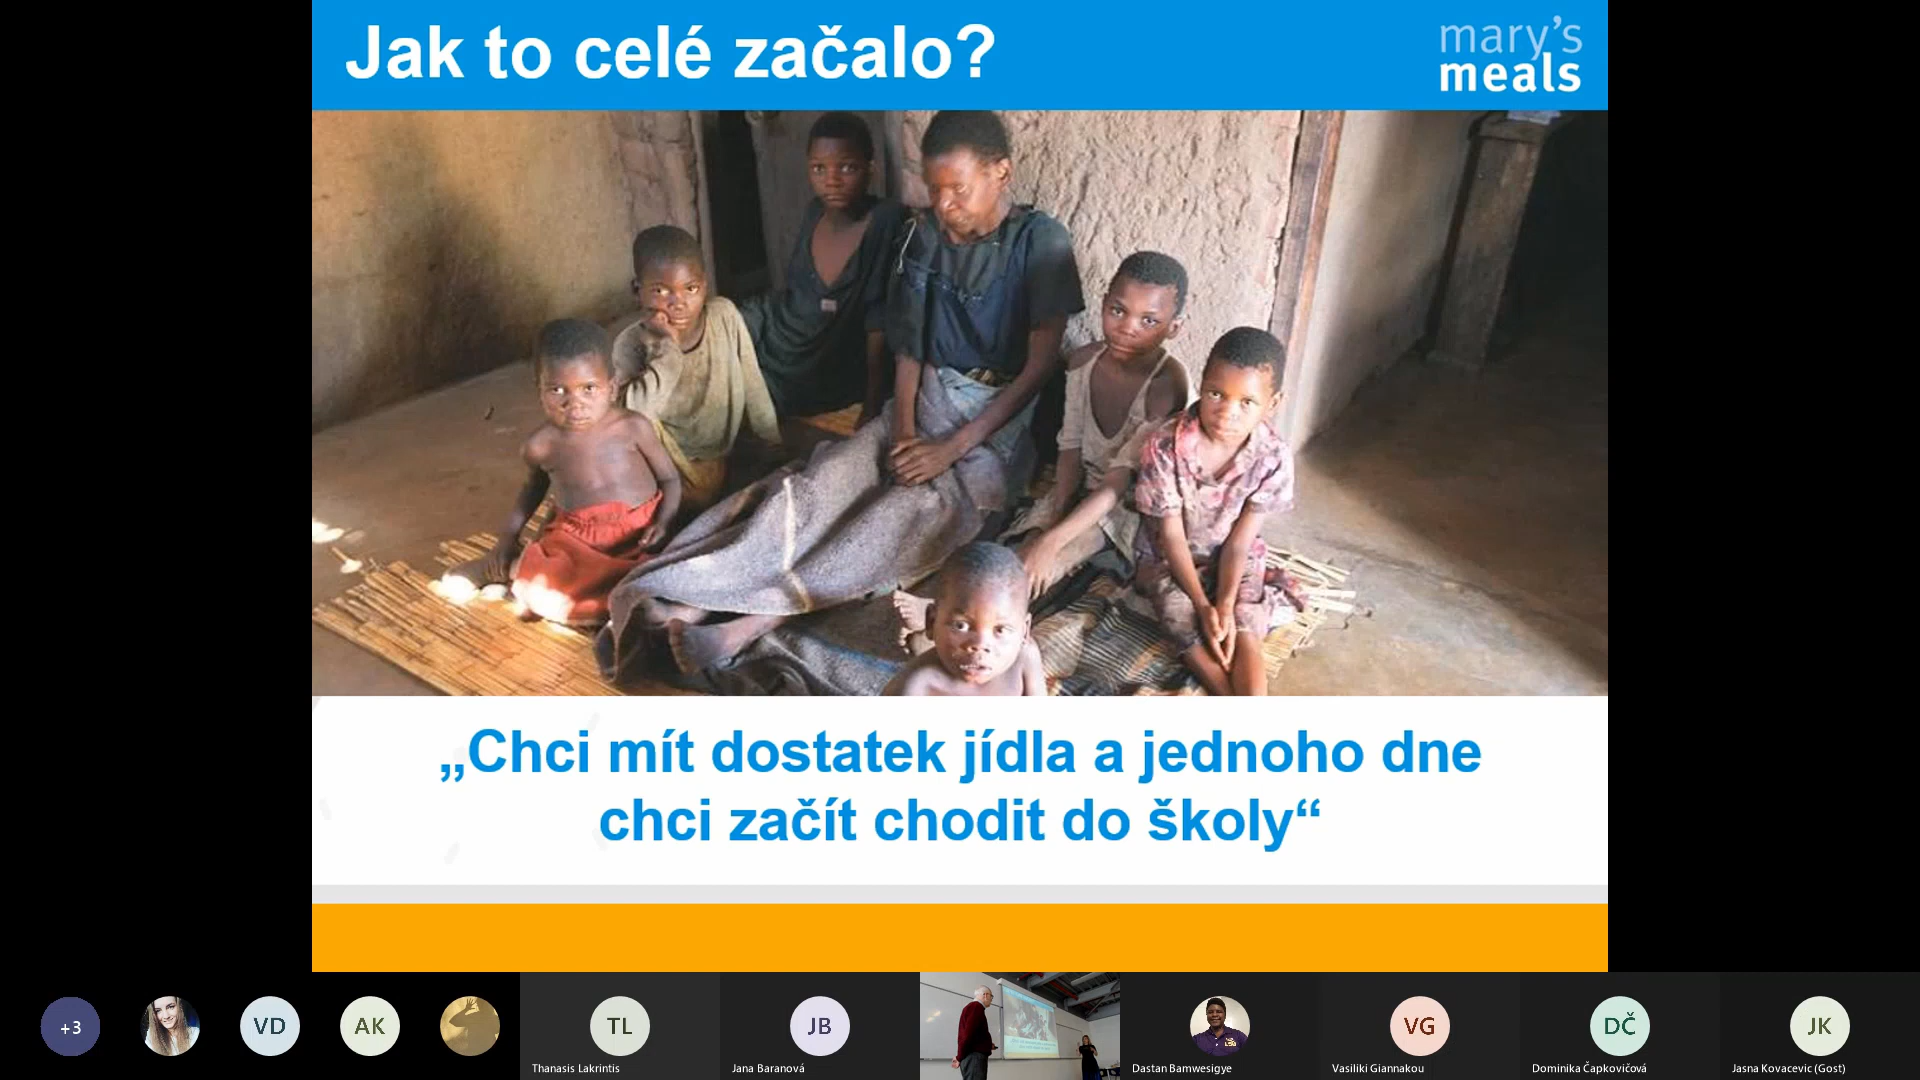 Jak to celé začalo?
mary's
meals
„Chci mít dostatek jídla a jednoho dne
chci začít chodit do školy“
+3
VD
AK
TL
Thanasis Lakrintis
JB
Jana Baranová
Dastan Bamwesigye
VG
Vasiliki Giannakou
DČ
Dominika Čapkovičová
JK
Jasna Kovacevic (Gost)